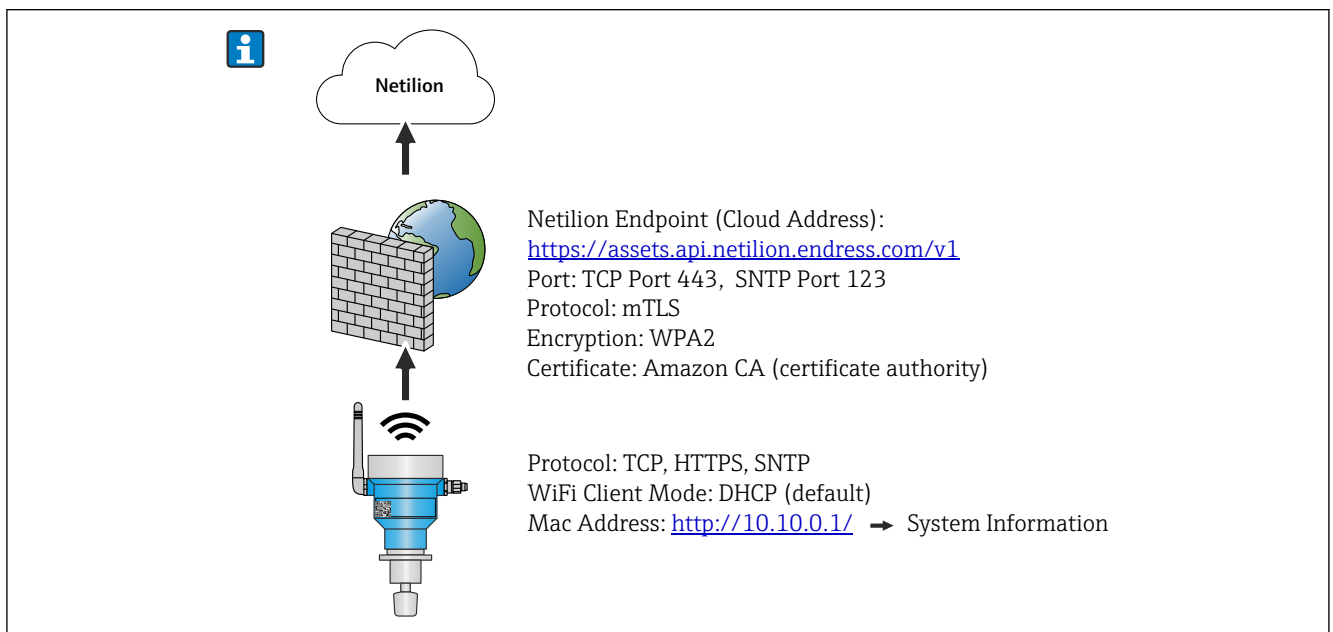 i
Netilion
Netilion Endpoint (Cloud Address):
https://assets.api.netilion.endress.com/v1
Port: TCP Port 443, SNTP Port 123
Protocol: mTLS
Encryption: WPA2
Certificate: Amazon CA (certificate authority)
Protocol: TCP, HTTPS, SNTP
WiFi Client Mode: DHCP (default)
Mac Address: http://10.10.0.1/ → System Information